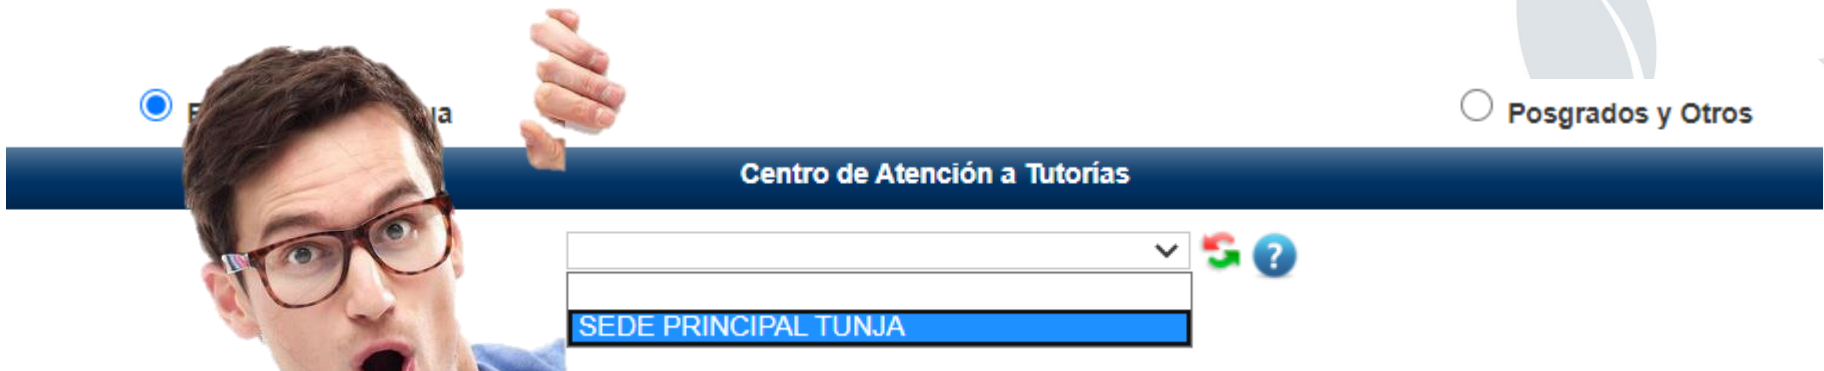 Posgrados y Otros
Centro de Atención a Tutorías
SEDE PRINCIPAL TUNJA